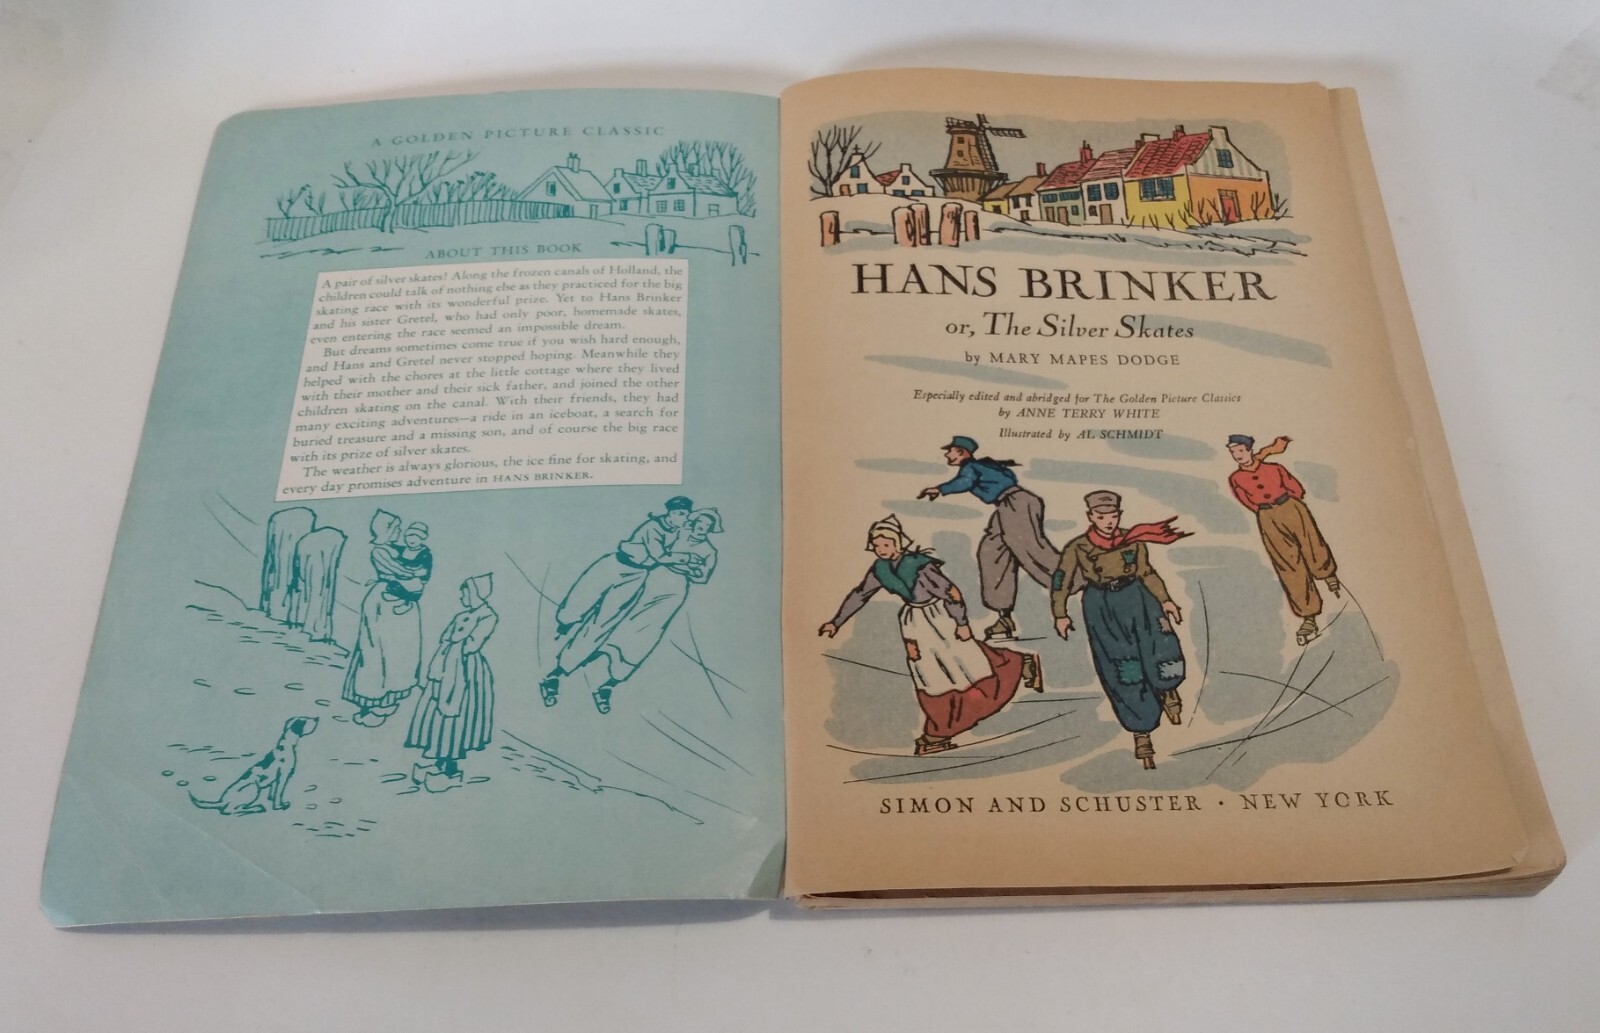 A GOLDEN PICTURE CLASSIC
ABOUT THIS BOOK
A pair of silver skates! Along the frozen canals of Holland, the
children could talk of nothing else as they practiced for the big
skating race with its wonderful prize. Yet to Hans Brinker
and his sister Gretel, who had only poor, homemade skates,
even entering the race seemed an impossible dream.
But dreams sometimes come true if you wish hard enough,
and Hans and Gretel never stopped hoping. Meanwhile they
helped with the chores at the little cottage where they lived
with their mother and their sick father, and joined the other
children skating on the canal. With their friends, they had
many exciting adventures—a ride in an iceboat, a search for
buried treasure and a missing son, and of course the big race
with its prize of silver skates.
The weather is always glorious, the ice fine for skating, and
every day promises adventure in HANS BRINKER.
HANS BRINKER
or, The Silver Skates
by MARY MAPES DODGE
Especially edited and abridged for The Golden Picture Classics
by ANNE TERRY WHITE
Illustrated by AL SCHMIDT
SIMON AND SCHUSTER • NEW YORK